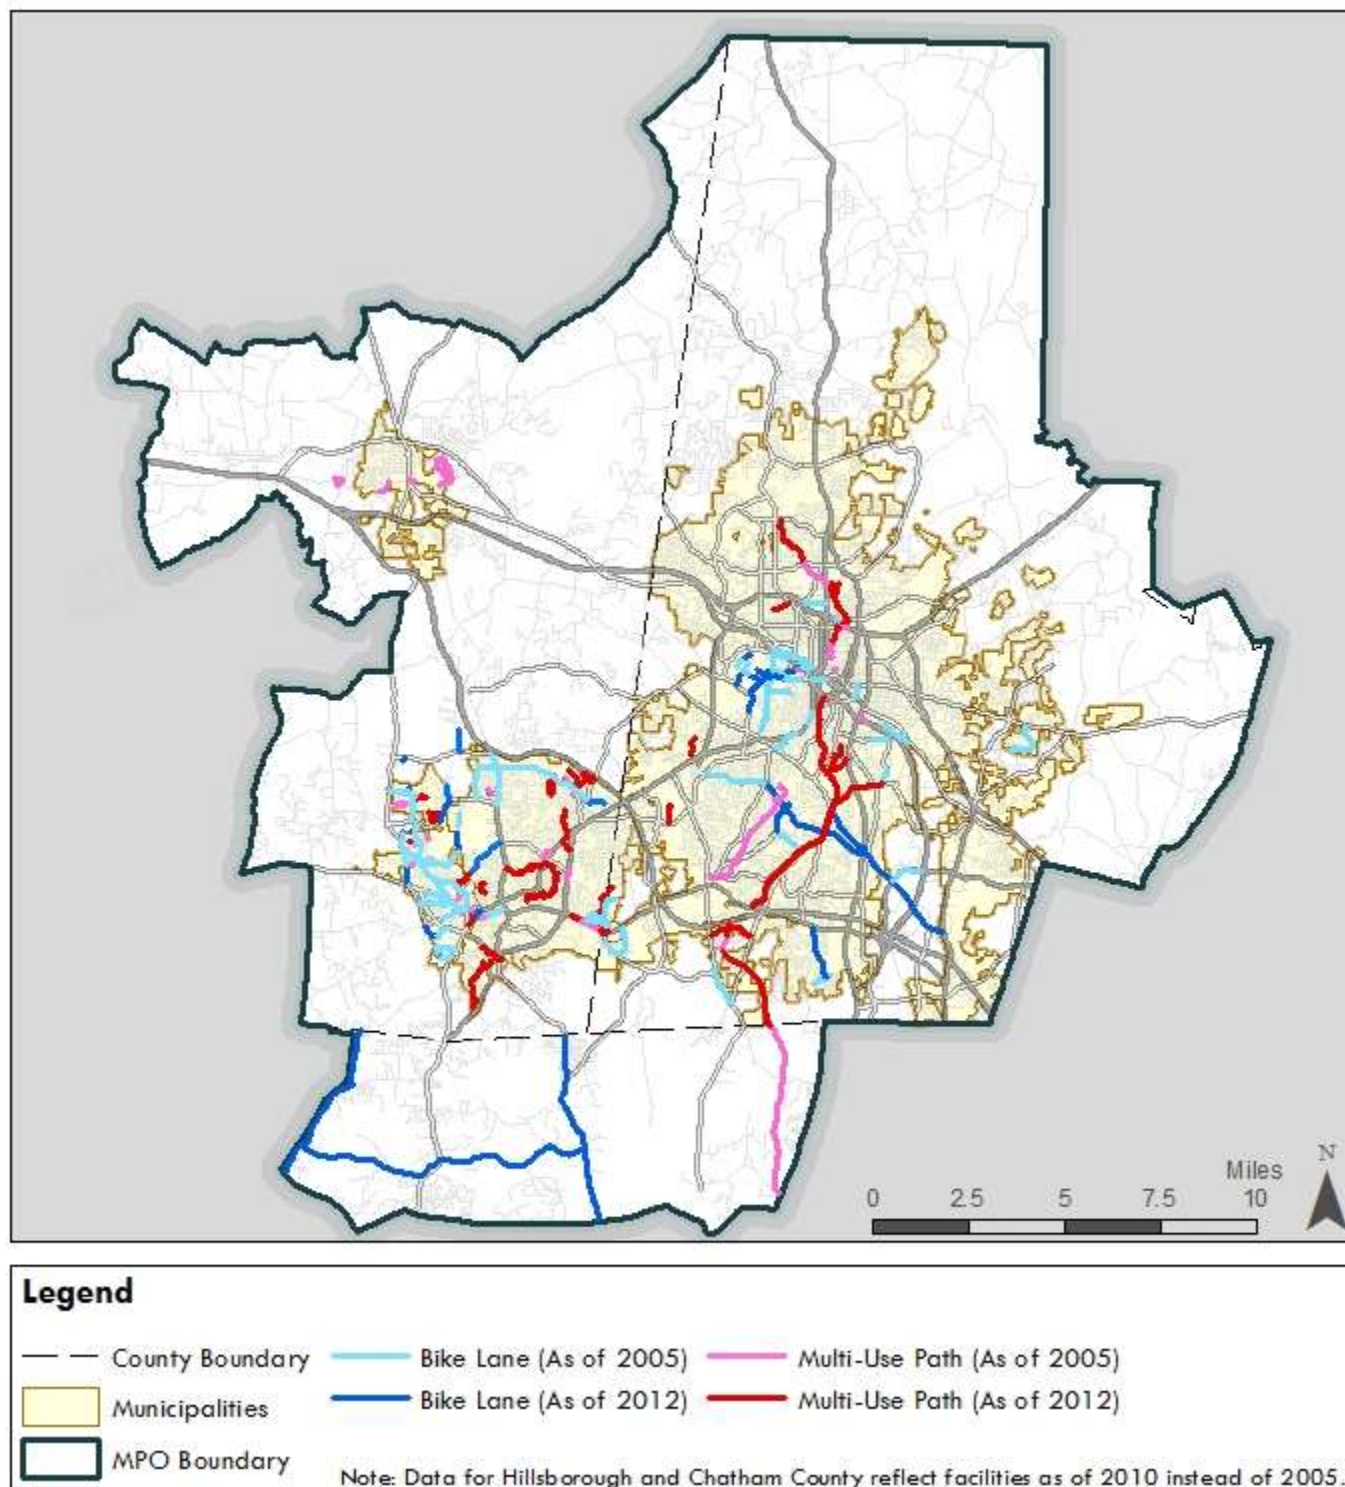 N
Miles
0 2.5 5 7.5 10
Legend
County Boundary Bike Lane (As of 2005) Multi-Use Path (As of 2005)
Municipalities Bike Lane (As of 2012) Multi-Use Path (As of 2012)
MPO Boundary
Note: Data for Hillsborough and Chatham County reflect facilities as of 2010 instead of 2005.